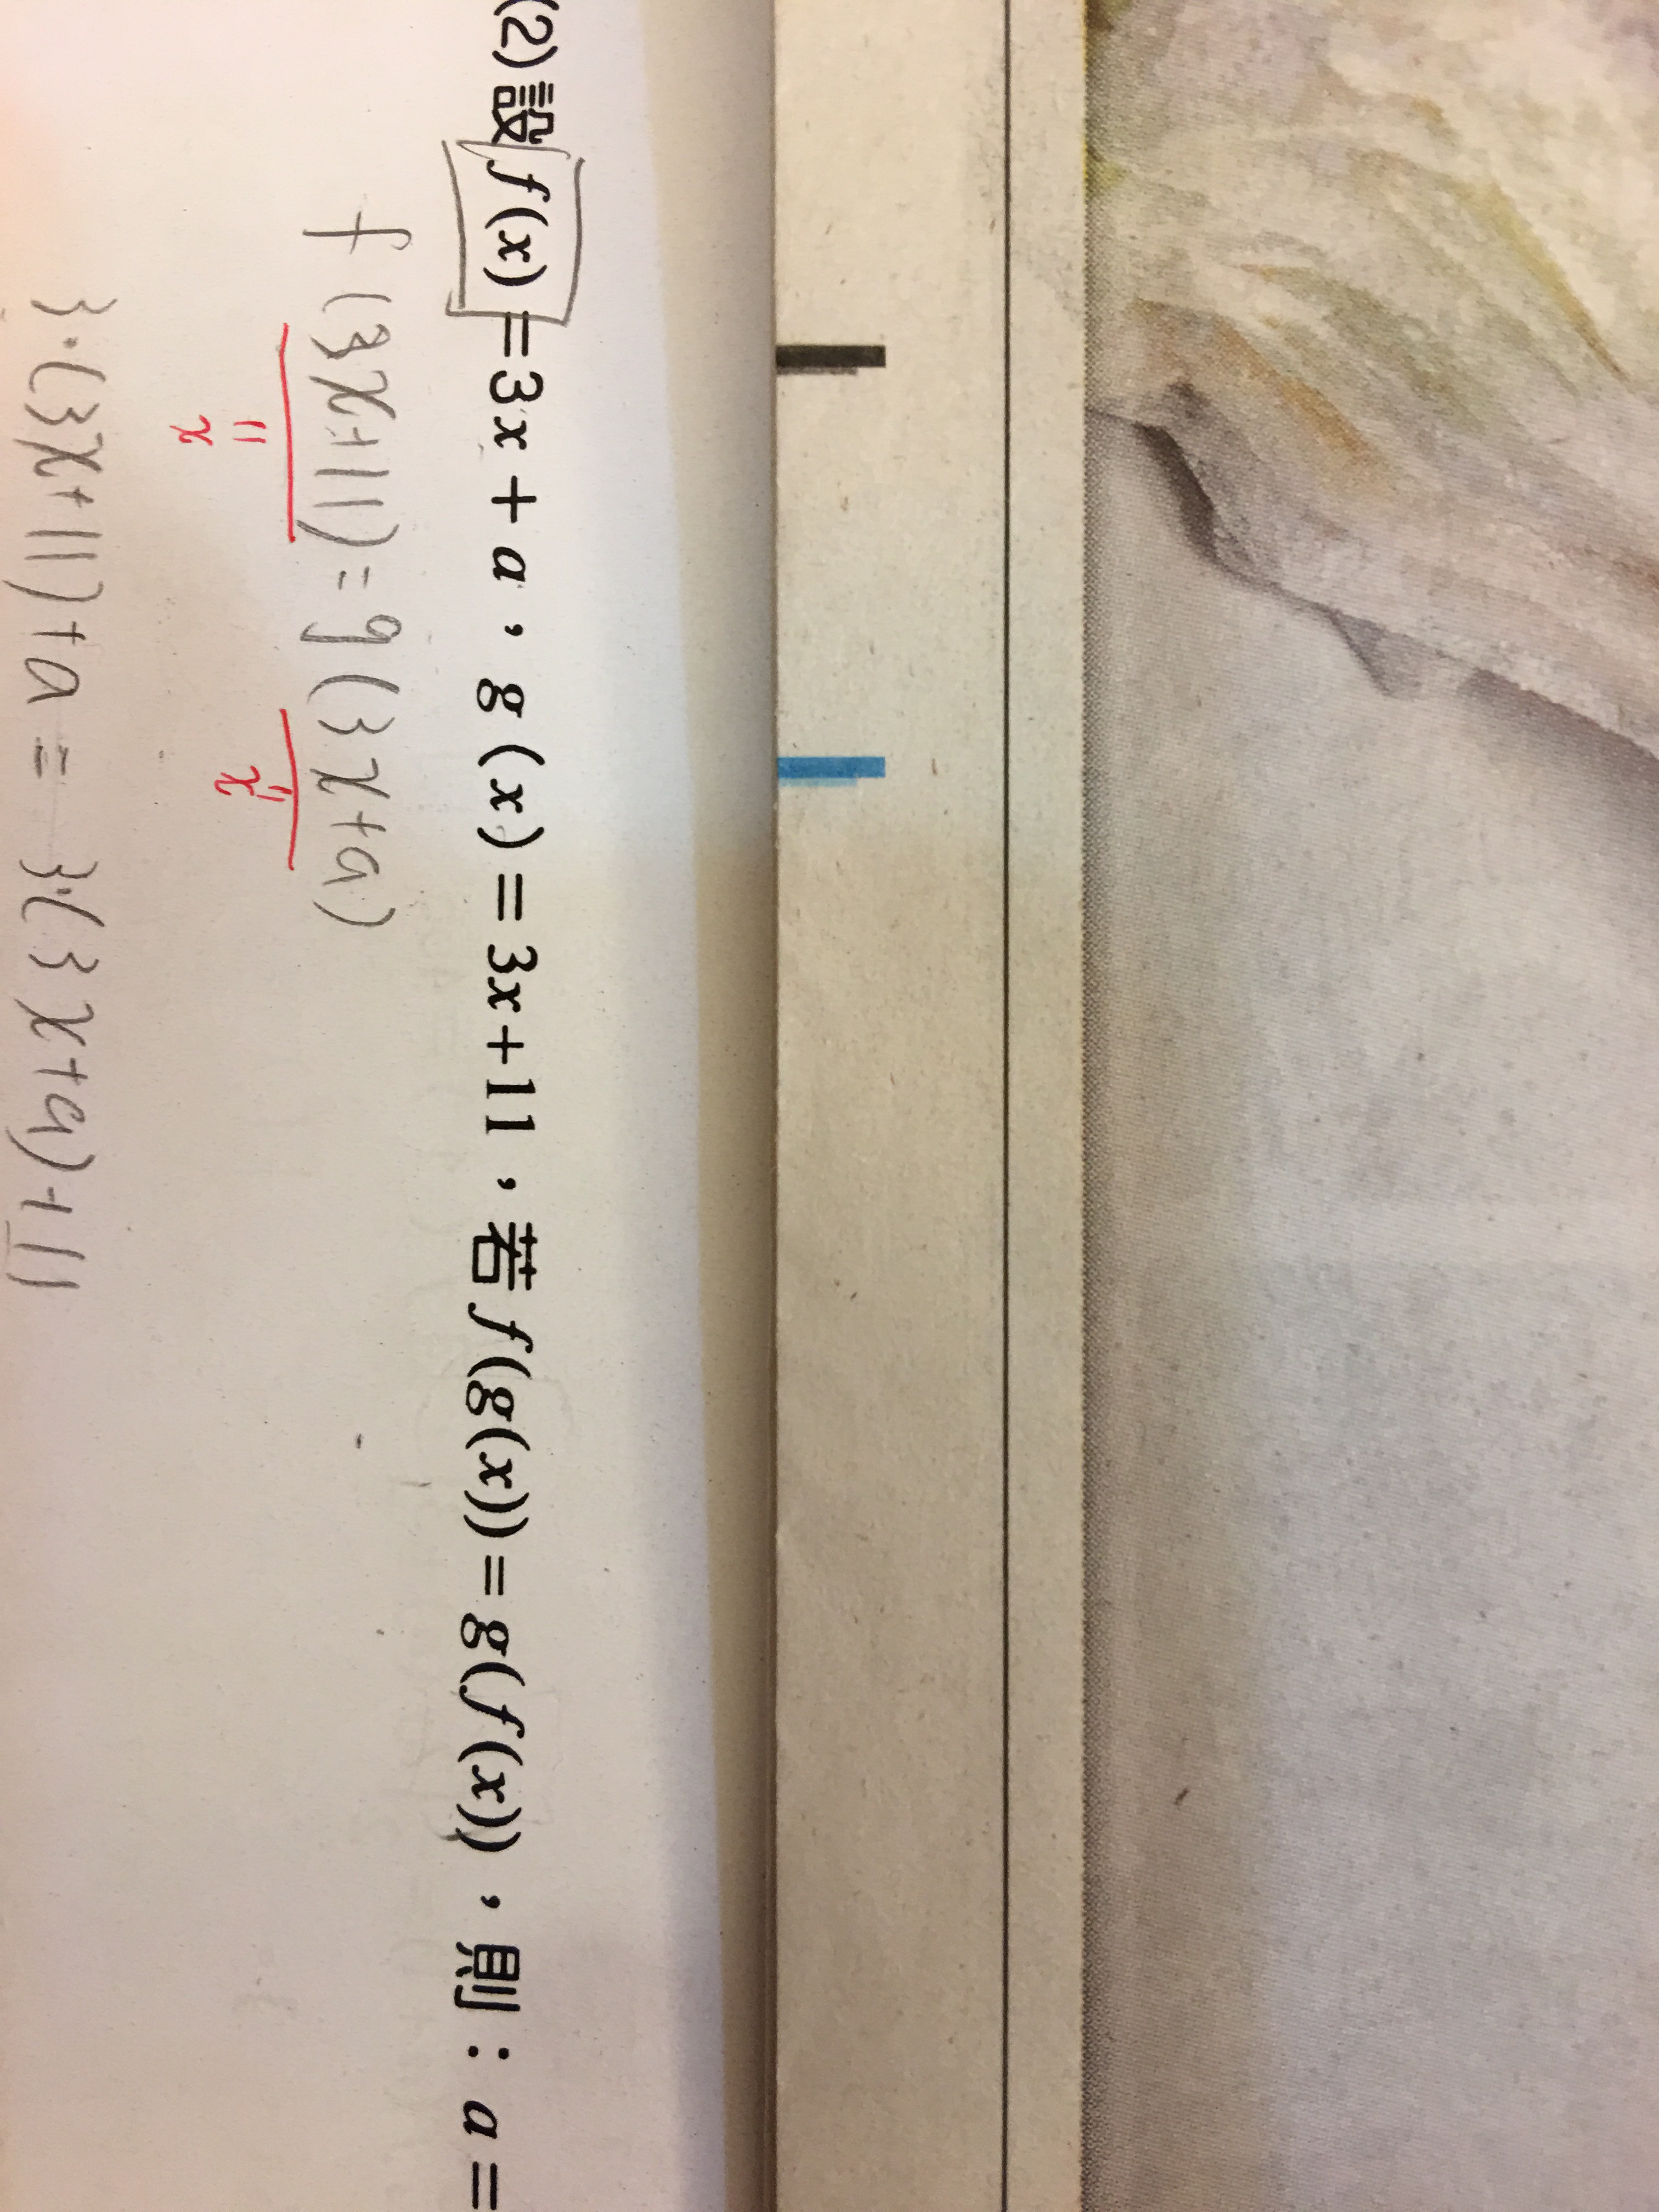 (2)設 f(x)=3x+a,g(x)=3x+11,若 f(g(x))=g(f(x)),則:a=
f(3x+11)=g(3x+a)
= =
x x
3·(3x+11)+a=3·(3x+a)+11